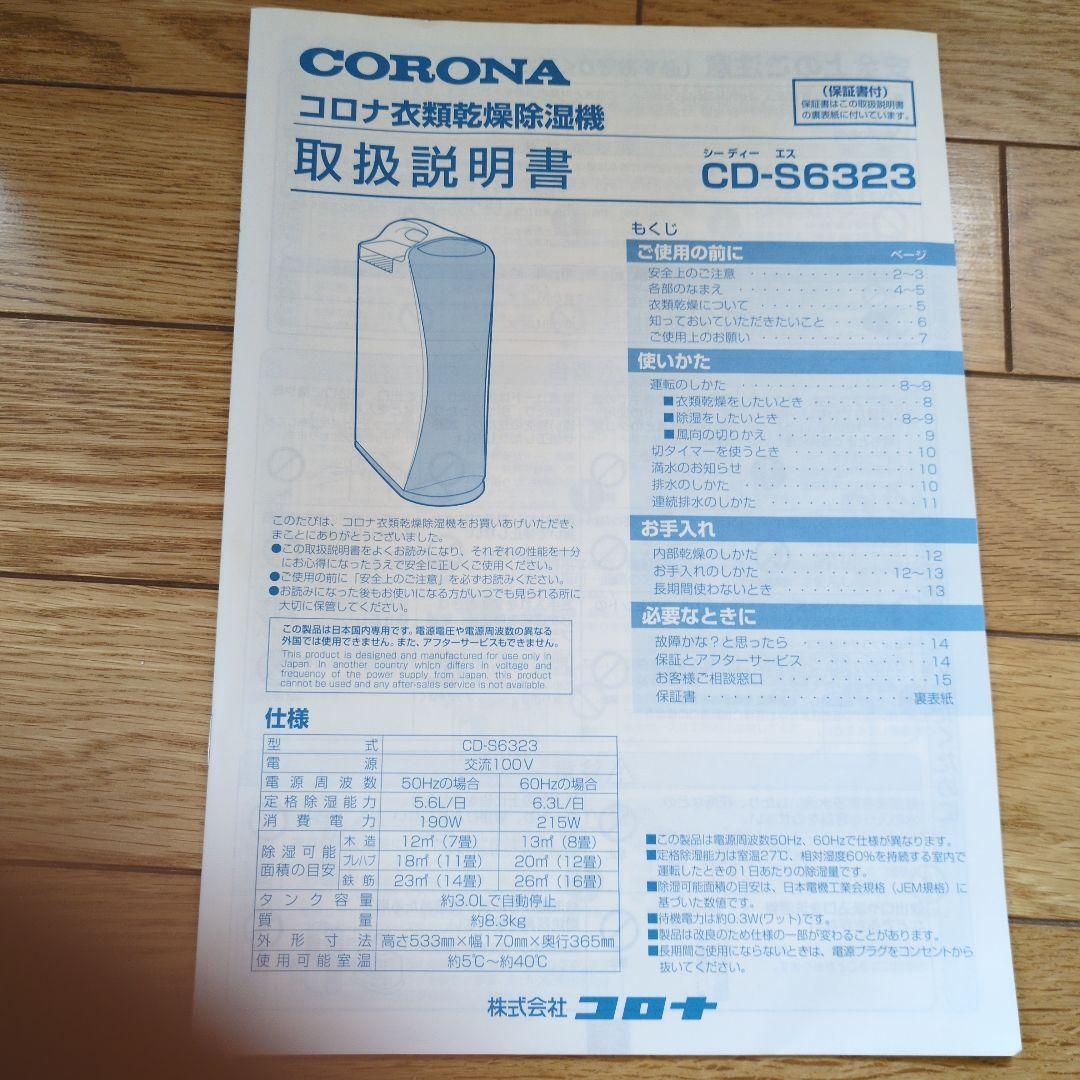 CORONA
コロナ衣類乾燥除湿機
取扱説明書
（保証書付）
保証書はこの取扱説明書
の裏表紙に付いています。
シーディー エス
CD-S6323
もくじ
ご使用の前に ページ
安全上のご注意 ・・・・・・・・・・・2〜3
各部のなまえ ・・・・・・・・・・・・4〜5
衣類乾燥について ・・・・・・・・・・・5
知っておいていただきたいこと ・・・・・・・6
ご使用上のお願い ・・・・・・・・・・・7
使いかた
運転のしかた ・・・・・・・・・・・・8〜9
■衣類乾燥をしたいとき ・・・・・・・・・8
■除湿をしたいとき ・・・・・・・・・8〜9
■風向の切りかえ ・・・・・・・・・・・9
切タイマーを使うとき ・・・・・・・・・10
満水のお知らせ ・・・・・・・・・・・10
排水のしかた ・・・・・・・・・・・・10
連続排水のしかた ・・・・・・・・・・11
お手入れ
内部乾燥のしかた ・・・・・・・・・・12
お手入れのしかた ・・・・・・・・・12〜13
長期間使わないとき ・・・・・・・・・・13
必要なときに
故障かな？と思ったら ・・・・・・・・・14
保証とアフターサービス ・・・・・・・・14
お客様ご相談窓口 ・・・・・・・・・・15
保証書 ・・・・・・・・・・・・・裏表紙
このたびは、コロナ衣類乾燥除湿機をお買いあげいただき、
まことにありがとうございました。
●この取扱説明書をよくお読みになり、それぞれの性能を十分
にお心得になったうえで安全に正しくご使用ください。
●ご使用の前に「安全上のご注意」を必ずお読みください。
●お読みになった後もお使いになる方がいつでも見られる所に
大切に保管してください。
この製品は日本国内専用です。電源電圧や電源周波数の異なる
外国では使用できません。また、アフターサービスもできません。
This product is designed and manufactured for use only in
Japan. In another country which differs in voltage and
frequency of the power supply from Japan, this product
cannot be used and any after-sales service is not available.
仕様
型式 CD-S6323
電源 交流100V
電源周波数 50Hzの場合 60Hzの場合
定格除湿能力 5.6L/日 6.3L/日
消費電力 190W 215W
除湿可能面積の目安 木造 12㎡（7畳） 13㎡（8畳）
プレハブ 18㎡（11畳） 20㎡（12畳）
鉄筋 23㎡（14畳） 26㎡（16畳）
タンク容量 約3.0Lで自動停止
質量 約8.3kg
外形寸法 高さ533㎜×幅170㎜×奥行365㎜
使用可能室温 約5℃〜約40℃
■この製品は電源周波数50Hz、60Hzで仕様が異なります。
■定格除湿能力は室温27℃、相対湿度60％を持続する室内で
運転したときの1日あたりの除湿量です。
■除湿可能面積の目安は、日本電機工業会規格（JEM規格）に
基づいた数値です。
■待機電力は約0.3W(ワット)です。
■製品は改良のため仕様の一部が変わることがあります。
■長期間ご使用にならないときは、電源プラグをコンセントから
抜いてください。
株式会社 コロナ